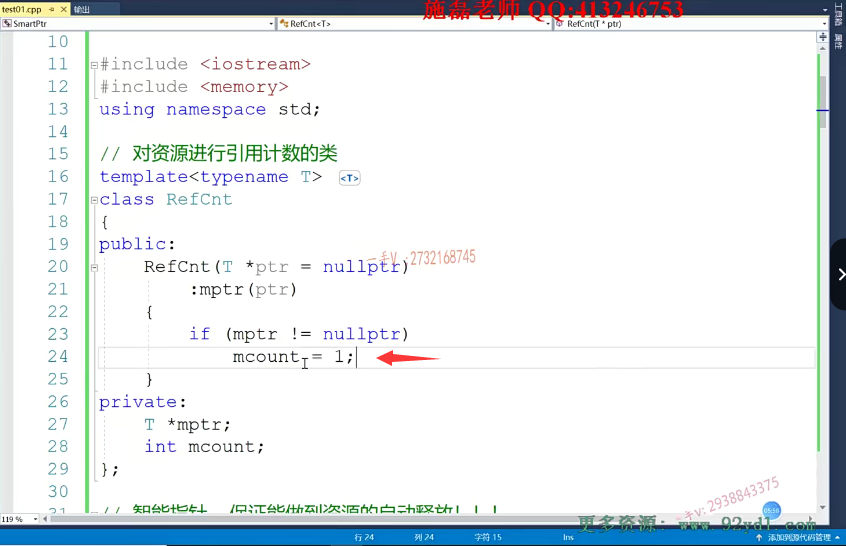 施磊老师 QQ:413246753
test01.cpp 输出
SmartPtr RefCnt<T> RefCnt(T * ptr)
工具箱 属性
10
11 #include <iostream>
12 #include <memory>
13 using namespace std;
14
15 // 对资源进行引用计数的类
16 template<typename T> <T>
17 class RefCnt
18 {
19 public:
20 RefCnt(T *ptr = nullptr)
一手V:2732168745
21 :mptr(ptr)
22 {
23 if (mptr != nullptr)
24 mcount = 1;
25 }
26 private:
27 T *mptr;
28 int mcount;
29 };
30
31 // 智能指针 保证能做到资源的自动释放！！！
一手v: 2938843375
05:56
更多资源: www.92xdl.com
119 %
行 24 列 24 字符 15 Ins 添加到源代码管理